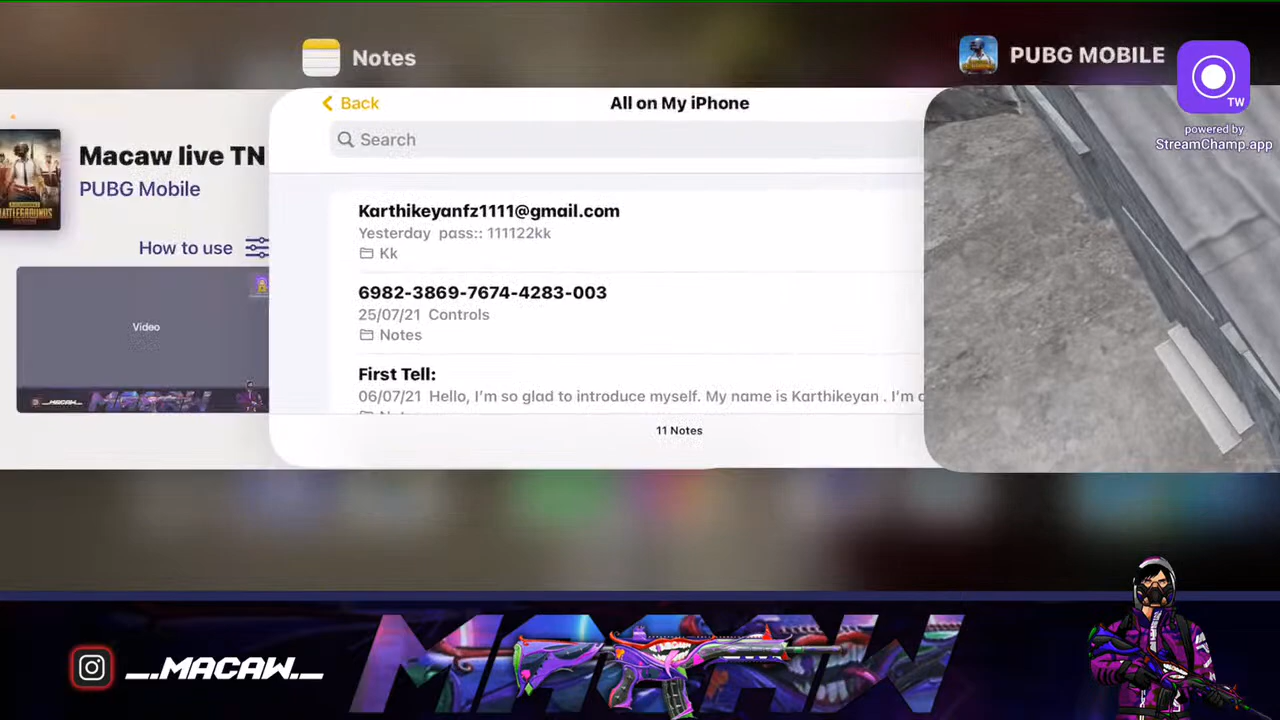 Notes
PUBG MOBILE
TW
powered by
StreamChamp.app
Macaw live TN
PUBG Mobile
How to use
Video
Back
All on My iPhone
Search
Karthikeyanfz1111@gmail.com
Yesterday pass:: 111122kk
Kk
6982-3869-7674-4283-003
25/07/21 Controls
Notes
First Tell:
06/07/21 Hello, I'm so glad to introduce myself. My name is Karthikeyan . I'm
11 Notes
__.MACAW._
MACAW